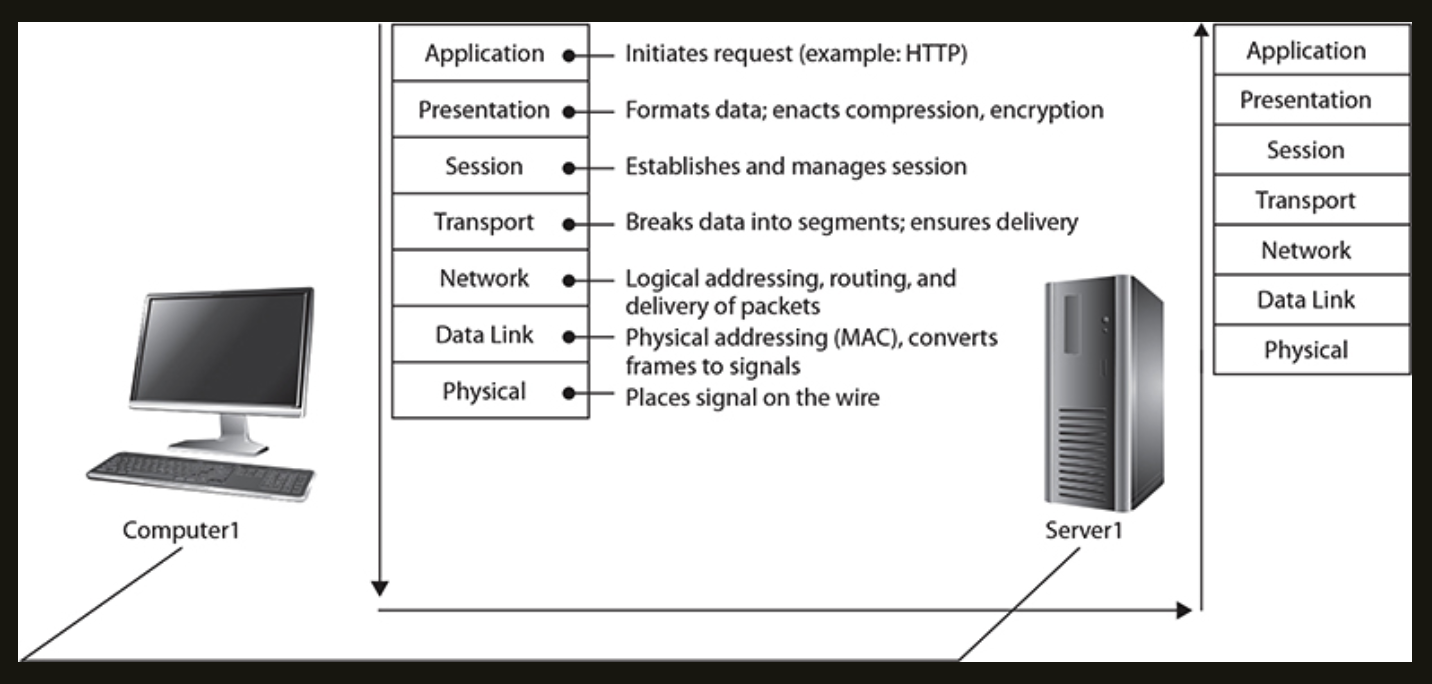 Application
Initiates request (example: HTTP)
Presentation
Formats data; enacts compression, encryption
Session
Establishes and manages session
Transport
Breaks data into segments; ensures delivery
Network
Logical addressing, routing, and
delivery of packets
Data Link
Physical addressing (MAC), converts
frames to signals
Physical
Places signal on the wire
Computer1
Server1
Application
Presentation
Session
Transport
Network
Data Link
Physical